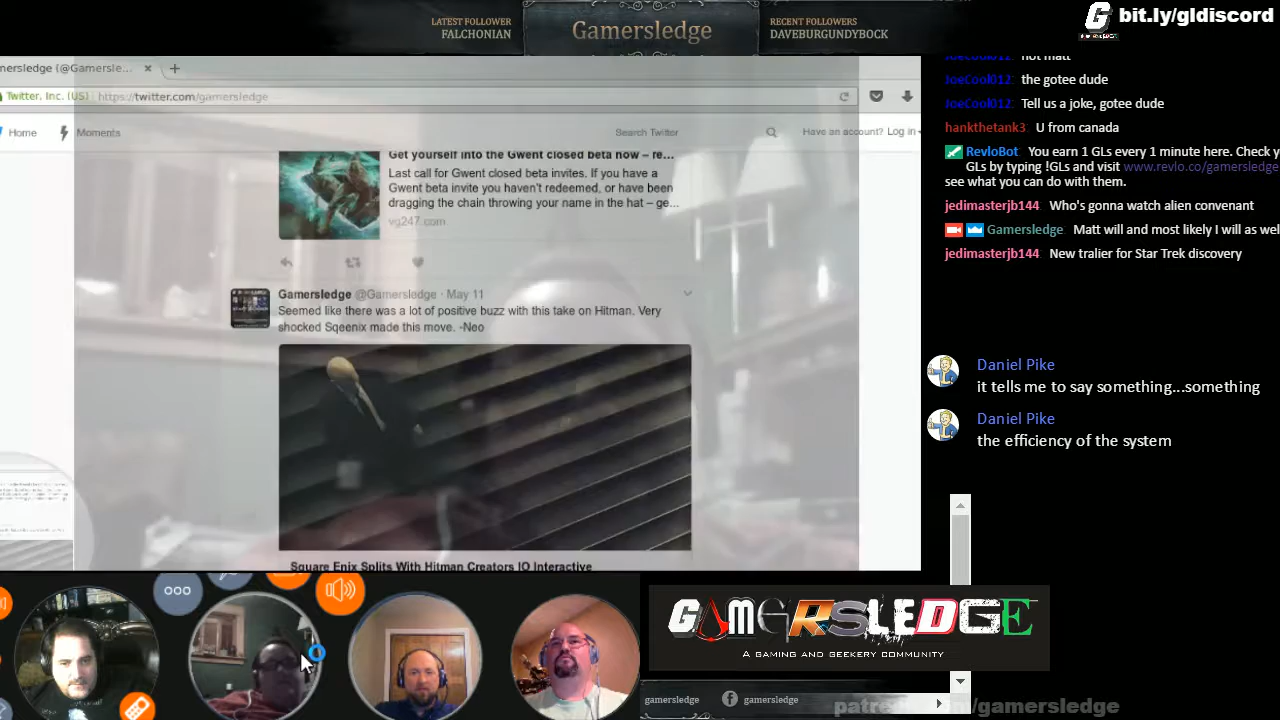 LATEST FOLLOWER
FALCHONIAN
Gamersledge
RECENT FOLLOWERS
DAVEBURGUNDYBOCK
bit.ly/gldiscord
mersledge (@Gamersle...
Twitter, Inc. (US)
https://twitter.com/gamersledge
Home
Moments
Search Twitter
Have an account? Log in
Get yourself into the Gwent closed beta now – re...
Last call for Gwent closed beta invites. If you have a
Gwent beta invite you haven't redeemed, or have been
dragging the chain throwing your name in the hat – ge...
vg247.com
Gamersledge @Gamersledge · May 11
Seemed like there was a lot of positive buzz with this take on Hitman. Very
shocked Sqeenix made this move. -Neo
Square Enix Splits With Hitman Creators IO Interactive
JoeCool012: not matt
JoeCool012: the gotee dude
JoeCool012: Tell us a joke, gotee dude
hankthetank3: U from canada
RevloBot: You earn 1 GLs every 1 minute here. Check y
GLs by typing !GLs and visit www.revlo.co/gamersledge
see what you can do with them.
jedimasterjb144: Who's gonna watch alien convenant
Gamersledge: Matt will and most likely I will as wel
jedimasterjb144: New tralier for Star Trek discovery
Daniel Pike
it tells me to say something...something
Daniel Pike
the efficiency of the system
GAMERSLEDGE
A GAMING AND GEEKERY COMMUNITY
gamersledge
gamersledge
patreon.com/gamersledge